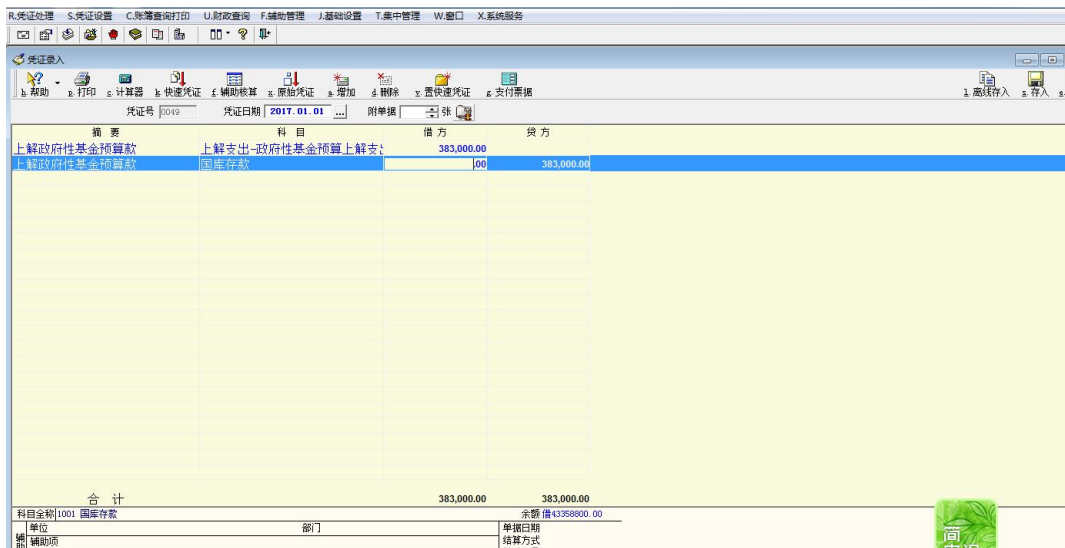 R.凭证处理 S.凭证设置 C.账簿查询打印 U.财政查询 F.辅助管理 J.基础设置 T.集中管理 W.窗口 X.系统服务
凭证录入
h.帮助 p.打印 c.计算器 k.快速凭证 f.辅助核算 x.原始凭证 a.增加 d.删除 v.置快速凭证 g.支付票据 l.离线存入 s.存入
凭证号 0049 凭证日期 2017.01.01 ... 附单据 张
摘 要 科 目 借 方 贷 方
上解政府性基金预算款 上解支出-政府性基金预算上解支 383,000.00
上解政府性基金预算款 国库存款 .00 383,000.00
合 计 383,000.00 383,000.00
科目全称 1001 国库存款 余额 借43358800.00
单位 部门 单据日期
辅 辅助项 结算方式
简